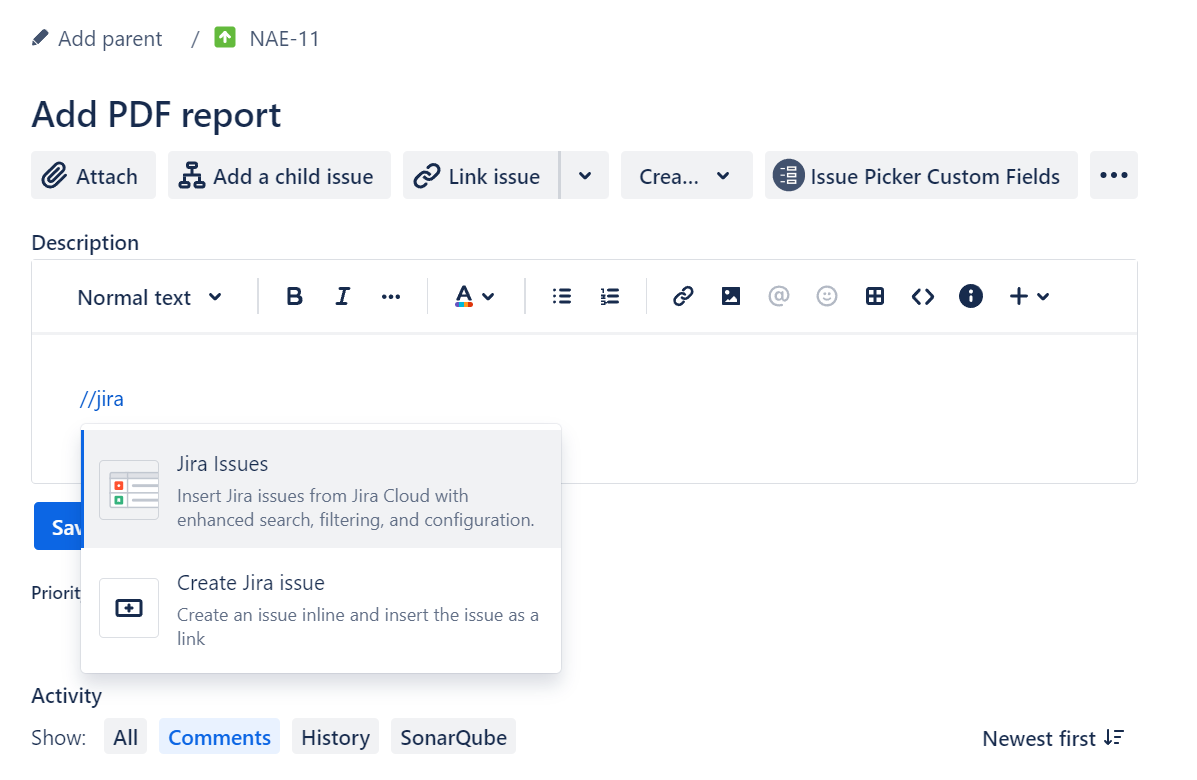 Add parent / NAE-11
Add PDF report
Attach Add a child issue Link issue Crea... Issue Picker Custom Fields
Description
Normal text B I A @
//jira
Jira Issues
Insert Jira issues from Jira Cloud with
enhanced search, filtering, and configuration.
Sav
Create Jira issue
Priorit
Create an issue inline and insert the issue as a
link
Activity
Show: All Comments History SonarQube Newest first